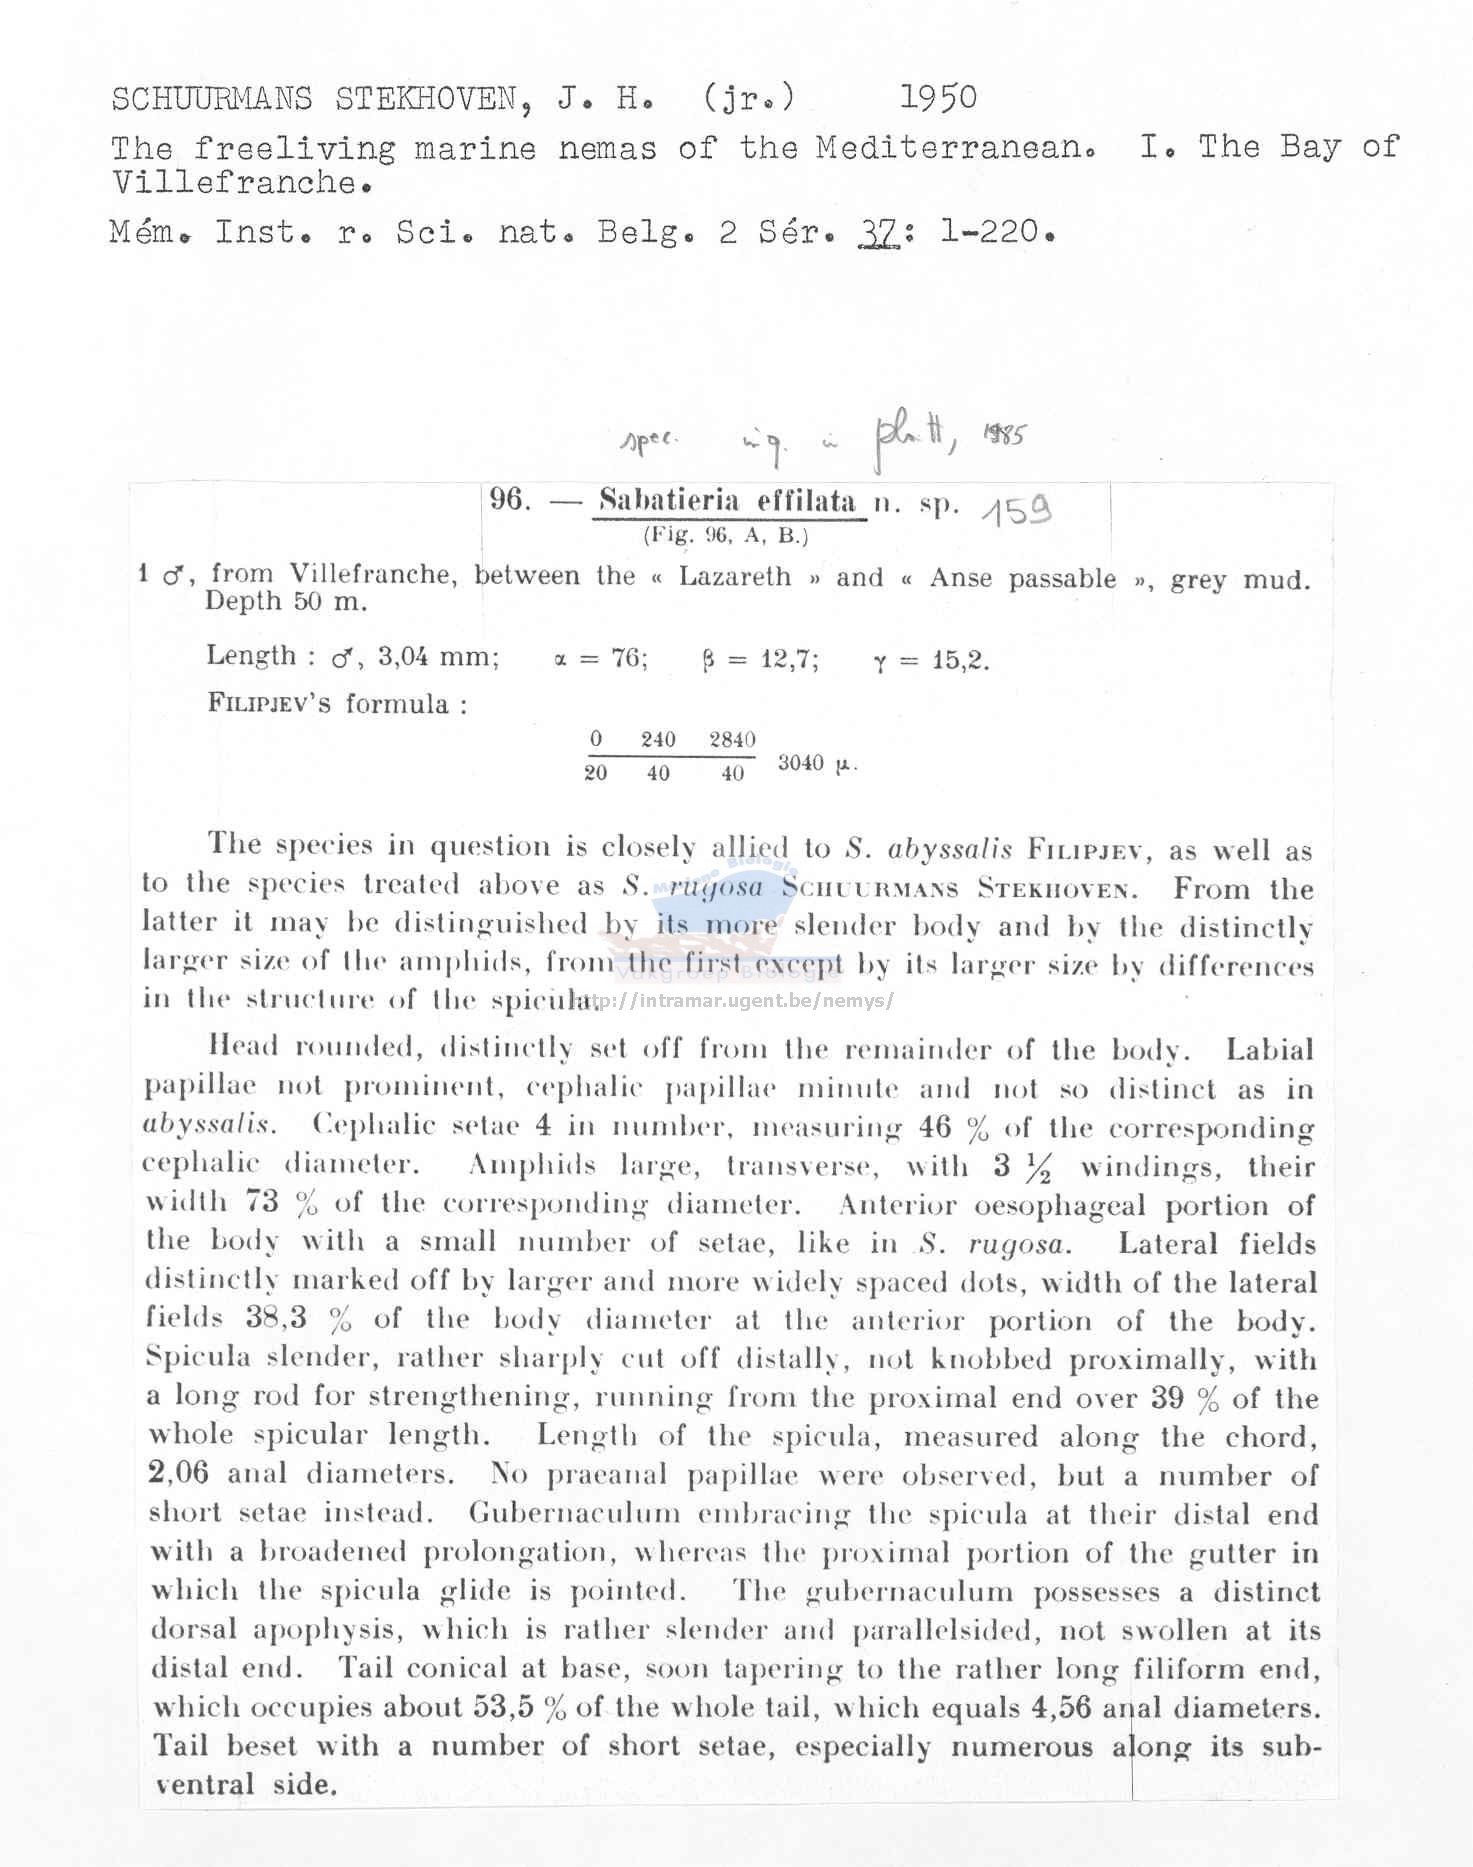 SCHUURMANS STEKHOVEN, J. H. (jr.) 1950
The freeliving marine nemas of the Mediterranean. I. The Bay of
Villefranche.
Mém. Inst. r. Sci. nat. Belg. 2 Sér. 37: 1-220.
spec. inq. in Platt, 1985
96. — Sabatieria effilata n. sp. 159
(Fig. 96, A, B.)
1 ♂, from Villefranche, between the « Lazareth » and « Anse passable », grey mud.
Depth 50 m.
Length : ♂, 3,04 mm; α = 76; β = 12,7; γ = 15,2.
FILIPJEV'S formula :
0 240 2840
20 40 40 3040 μ.
The species in question is closely allied to S. abyssalis FILIPJEV, as well as
to the species treated above as S. rugosa SCHUURMANS STEKHOVEN. From the
latter it may be distinguished by its more slender body and by the distinctly
larger size of the amphids, from the first except by its larger size by differences
in the structure of the spicula.
Marine Biologie
Vakgroep Biologie
http://intramar.ugent.be/nemys/
Head rounded, distinctly set off from the remainder of the body. Labial
papillae not prominent, cephalic papillae minute and not so distinct as in
abyssalis. Cephalic setae 4 in number, measuring 46 % of the corresponding
cephalic diameter. Amphids large, transverse, with 3 ½ windings, their
width 73 % of the corresponding diameter. Anterior oesophageal portion of
the body with a small number of setae, like in S. rugosa. Lateral fields
distinctly marked off by larger and more widely spaced dots, width of the lateral
fields 38,3 % of the body diameter at the anterior portion of the body.
Spicula slender, rather sharply cut off distally, not knobbed proximally, with
a long rod for strengthening, running from the proximal end over 39 % of the
whole spicular length. Length of the spicula, measured along the chord,
2,06 anal diameters. No praeanal papillae were observed, but a number of
short setae instead. Gubernaculum embracing the spicula at their distal end
with a broadened prolongation, whereas the proximal portion of the gutter in
which the spicula glide is pointed. The gubernaculum possesses a distinct
dorsal apophysis, which is rather slender and parallelsided, not swollen at its
distal end. Tail conical at base, soon tapering to the rather long filiform end,
which occupies about 53,5 % of the whole tail, which equals 4,56 anal diameters.
Tail beset with a number of short setae, especially numerous along its sub-
ventral side.